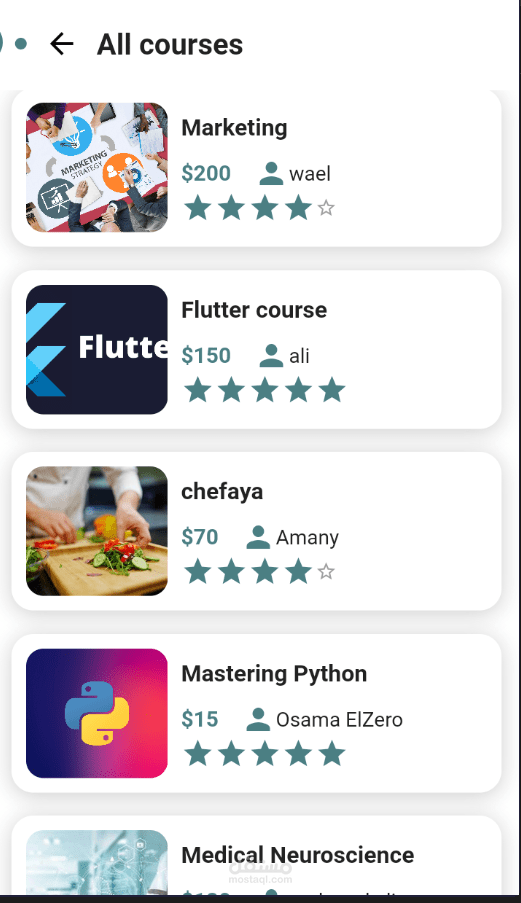 All courses
Marketing
MARKETING
STRATEGY
$200 wael
Flutter course
Flutte
$150 ali
chefaya
$70 Amany
Mastering Python
$15 Osama ElZero
Medical Neuroscience
مستقل
mostaql.com